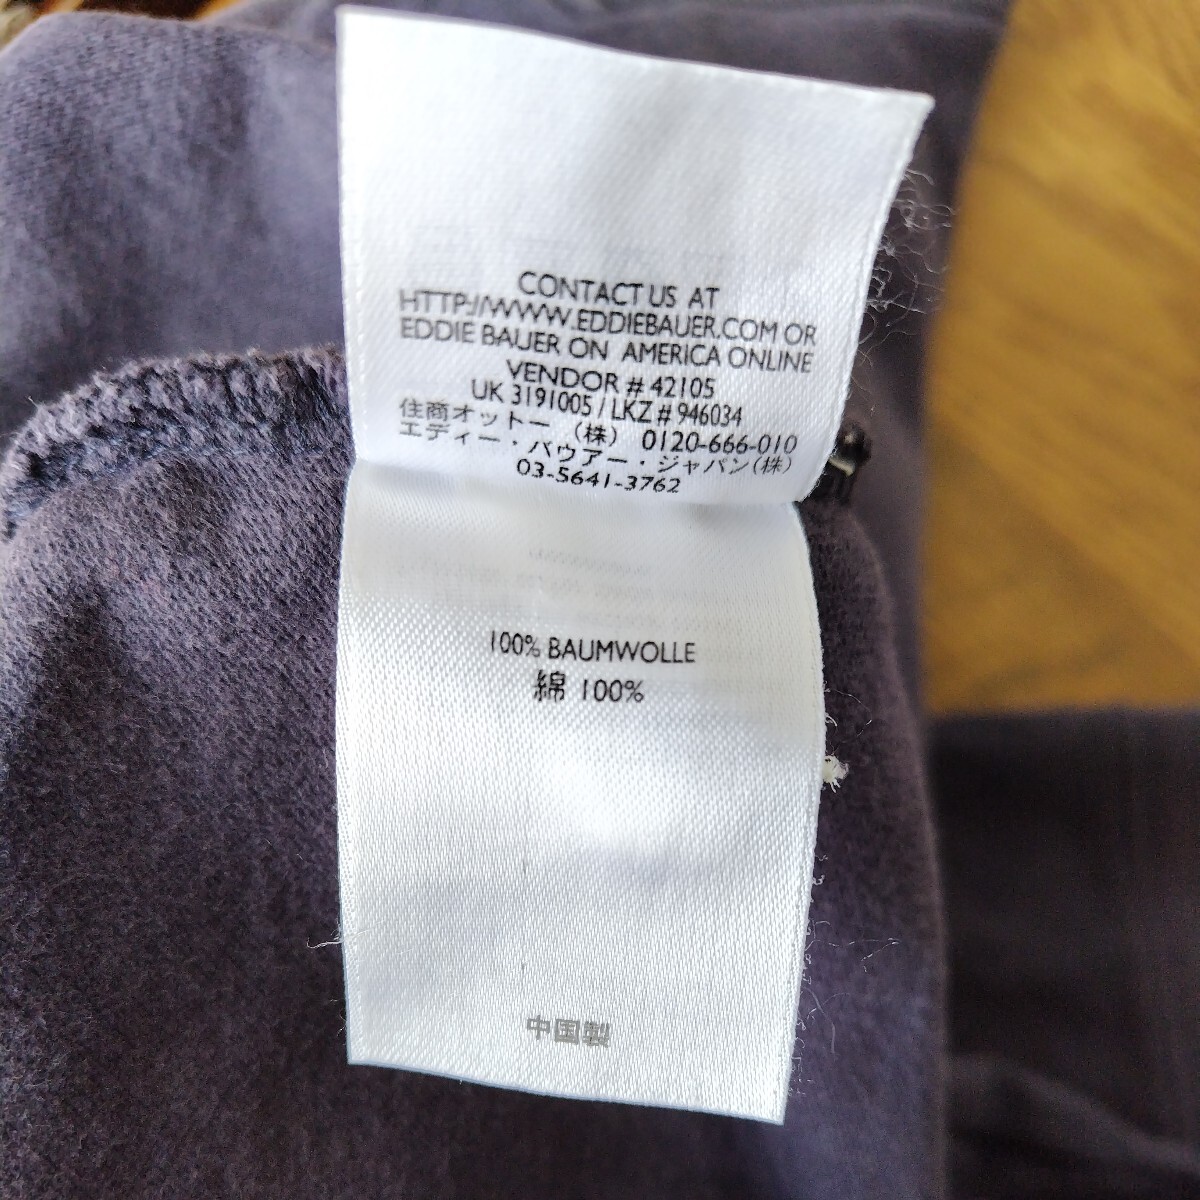 CONTACT US AT
HTTP://WWW.EDDIEBAUER.COM OR
EDDIE BAUER ON AMERICA ONLINE
VENDOR # 42105
UK 3191005 / LKZ # 946034
住商オットー (株) 0120-666-010
エディー・バウアー・ジャパン(株)
03-5641-3762
100% BAUMWOLLE
綿 100%
中国製